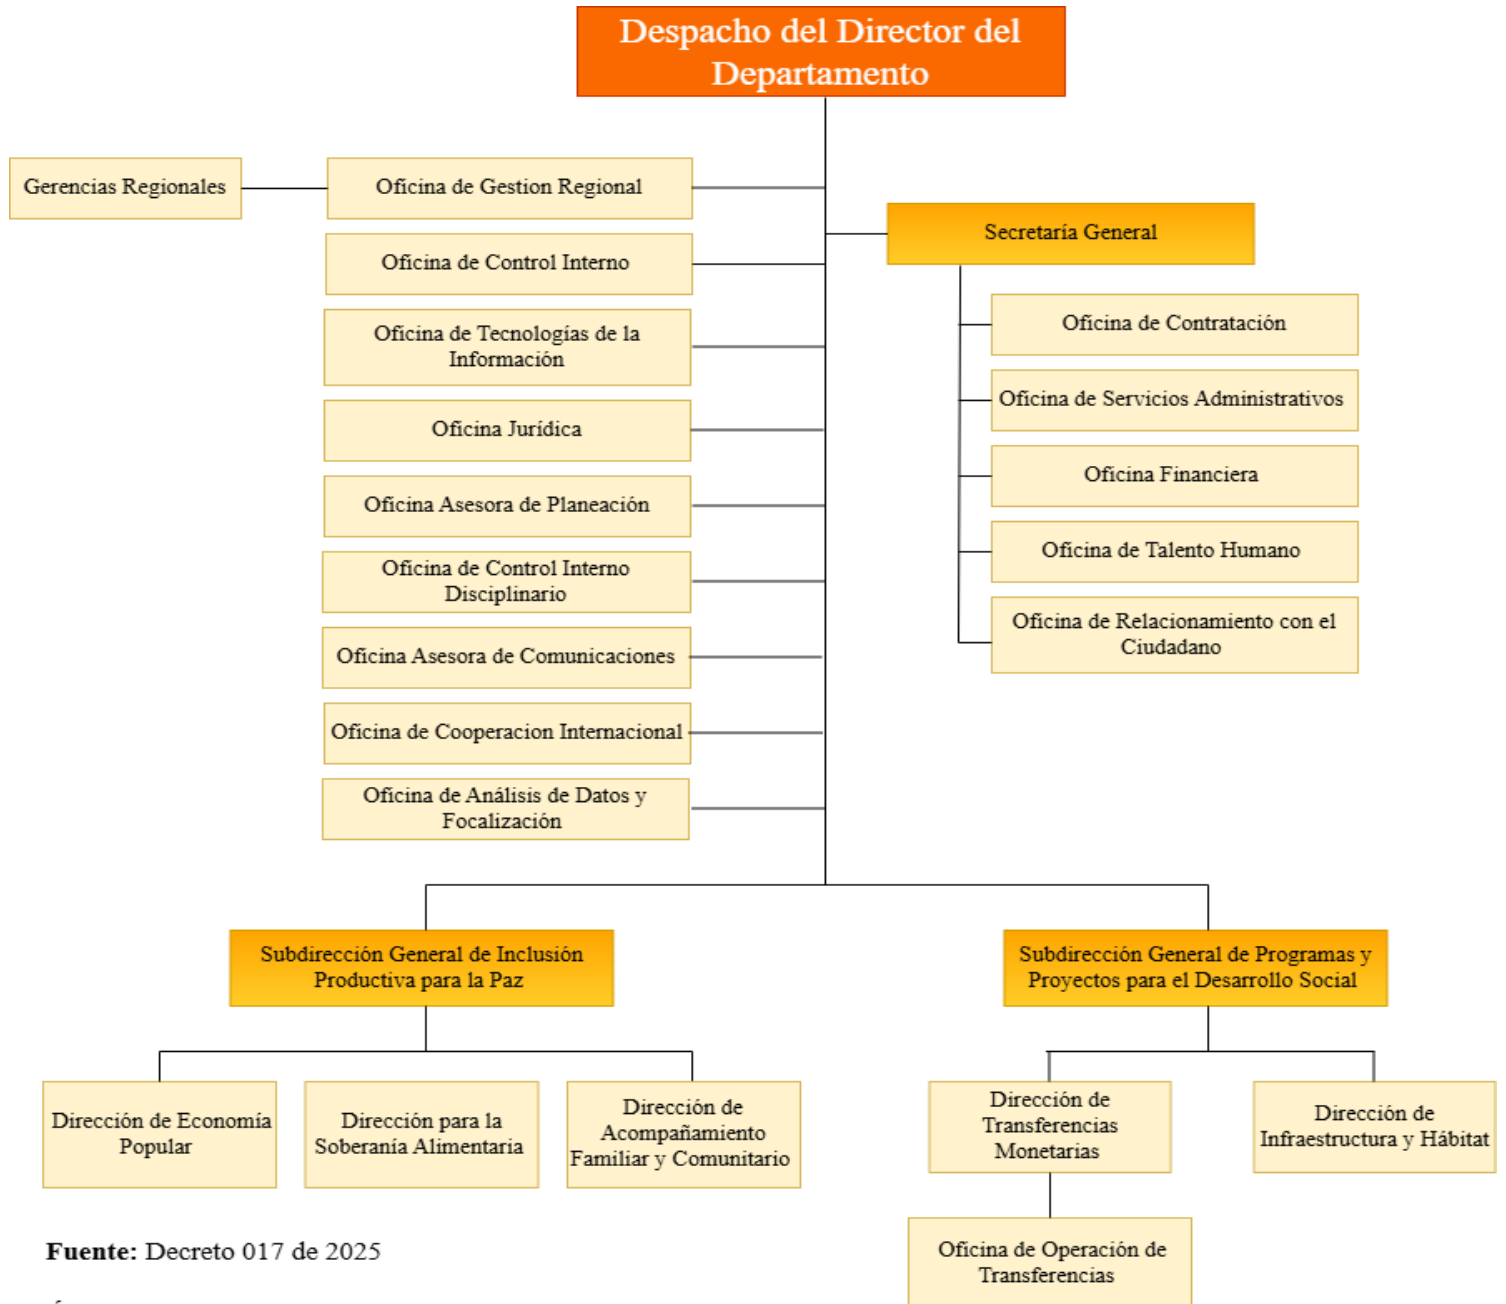 Despacho del Director del
Departamento
Gerencias Regionales
Oficina de Gestion Regional
Secretaría General
Oficina de Control Interno
Oficina de Contratación
Oficina de Tecnologías de la
Información
Oficina de Servicios Administrativos
Oficina Jurídica
Oficina Financiera
Oficina Asesora de Planeación
Oficina de Talento Humano
Oficina de Control Interno
Disciplinario
Oficina de Relacionamiento con el
Ciudadano
Oficina Asesora de Comunicaciones
Oficina de Cooperacion Internacional
Oficina de Análisis de Datos y
Focalización
Subdirección General de Inclusión
Productiva para la Paz
Subdirección General de Programas y
Proyectos para el Desarrollo Social
Dirección de Economía
Popular
Dirección para la
Soberanía Alimentaria
Dirección de
Acompañamiento
Familiar y Comunitario
Dirección de
Transferencias
Monetarias
Dirección de
Infraestructura y Hábitat
Oficina de Operación de
Transferencias
Fuente: Decreto 017 de 2025